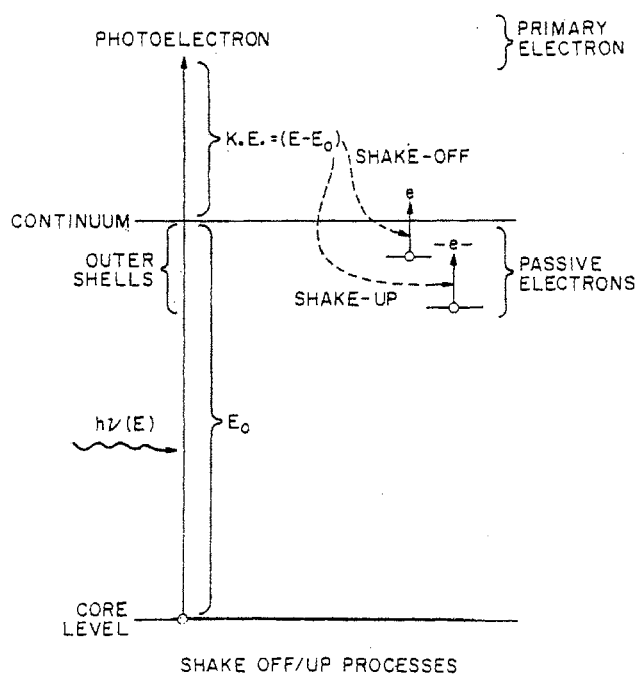 PHOTOELECTRON
PRIMARY
ELECTRON
K.E.=(E-E₀)
SHAKE-OFF
e
CONTINUUM
OUTER
SHELLS
-e-
PASSIVE
ELECTRONS
SHAKE-UP
hν(E)
E₀
CORE
LEVEL
SHAKE OFF/UP PROCESSES